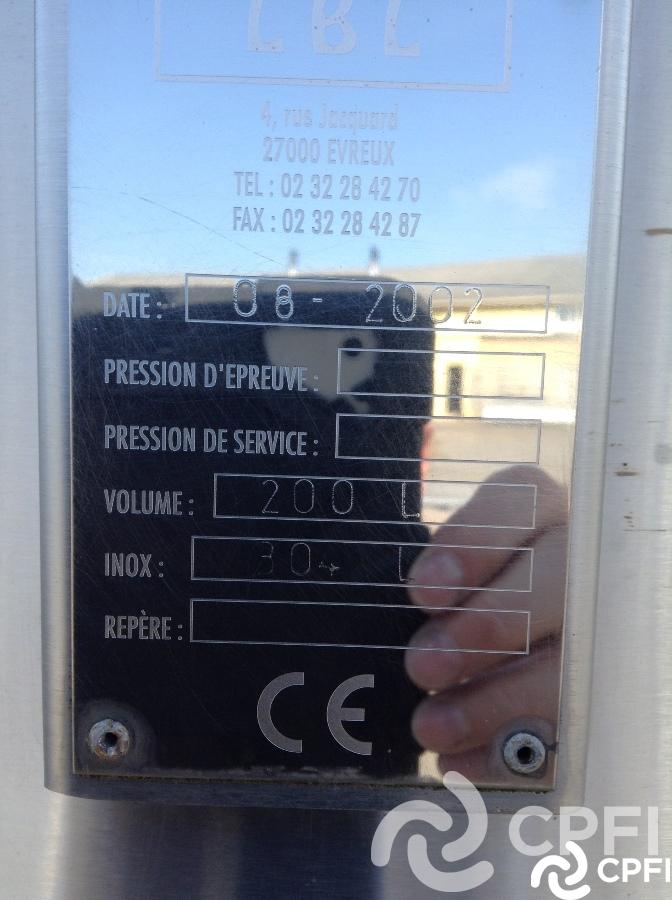 4, rue Jacquard
27000 EVREUX
TEL : 02 32 28 42 70
FAX : 02 32 28 42 87
DATE : 08 - 2002
PRESSION D'EPREUVE :
PRESSION DE SERVICE :
VOLUME : 200 L
INOX : 304 L
REPÈRE :
CE
CPFI
CPFI